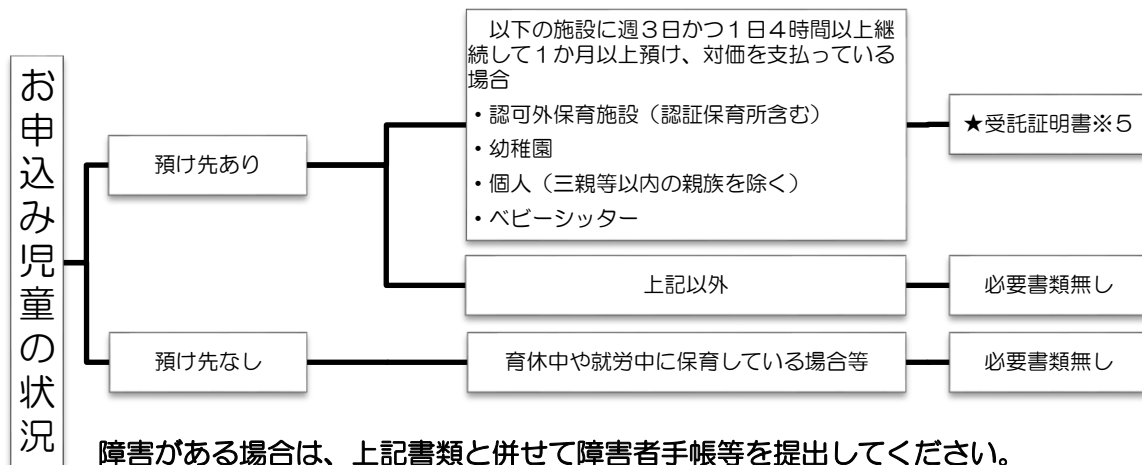 お申込み児童の状況
預け先あり
以下の施設に週３日かつ１日４時間以上継
続して１か月以上預け、対価を支払っている
場合
・認可外保育施設（認証保育所含む）
・幼稚園
・個人（三親等以内の親族を除く）
・ベビーシッター
★受託証明書※５
上記以外
必要書類無し
預け先なし
育休中や就労中に保育している場合等
必要書類無し
障害がある場合は、上記書類と併せて障害者手帳等を提出してください。